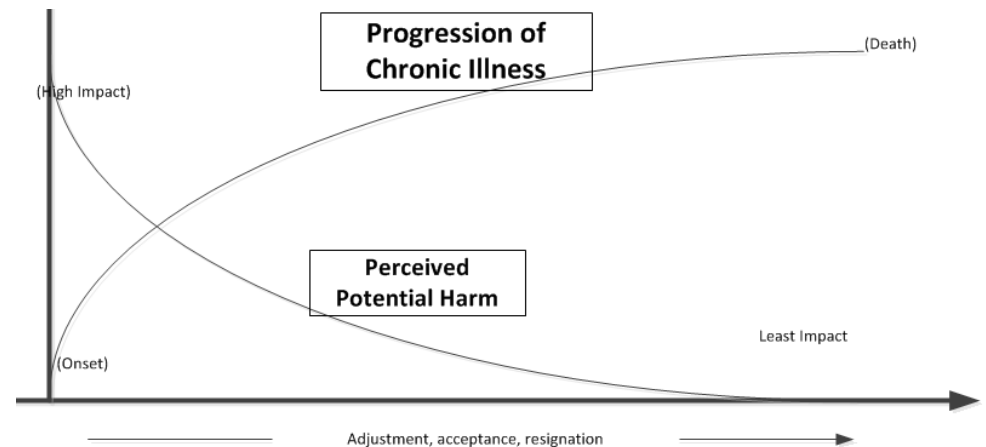 Progression of
Chronic Illness
(Death)
(High Impact)
Perceived
Potential Harm
Least Impact
(Onset)
Adjustment, acceptance, resignation